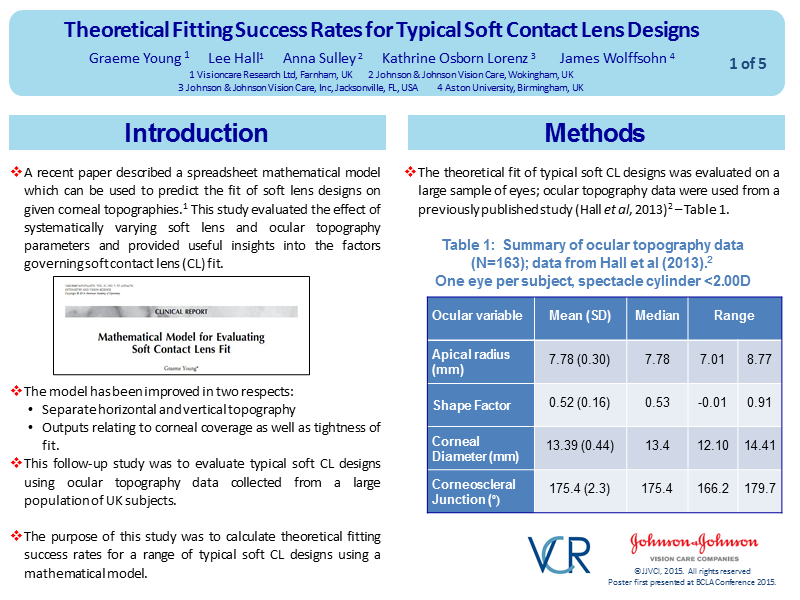 Theoretical Fitting Success Rates for Typical Soft Contact Lens Designs
Graeme Young 1 Lee Hall1 Anna Sulley 2 Kathrine Osborn Lorenz 3 James Wolffsohn 4
1 Visioncare Research Ltd, Farnham, UK 2 Johnson & Johnson Vision Care, Wokingham, UK
3 Johnson & Johnson Vision Care, Inc, Jacksonville, FL, USA 4 Aston University, Birmingham, UK
1 of 5
Introduction
❖A recent paper described a spreadsheet mathematical model
which can be used to predict the fit of soft lens designs on
given corneal topographies.1 This study evaluated the effect of
systematically varying soft lens and ocular topography
parameters and provided useful insights into the factors
governing soft contact lens (CL) fit.
CLINICAL REPORT
Mathematical Model for Evaluating
Soft Contact Lens Fit
Graeme Young*
❖The model has been improved in two respects:
• Separate horizontal and vertical topography
• Outputs relating to corneal coverage as well as tightness of
fit.
❖This follow-up study was to evaluate typical soft CL designs
using ocular topography data collected from a large
population of UK subjects.
❖The purpose of this study was to calculate theoretical fitting
success rates for a range of typical soft CL designs using a
mathematical model.
Methods
❖The theoretical fit of typical soft CL designs was evaluated on a
large sample of eyes; ocular topography data were used from a
previously published study (Hall et al, 2013)2 – Table 1.
Table 1: Summary of ocular topography data
(N=163); data from Hall et al (2013).2
One eye per subject, spectacle cylinder <2.00D
Ocular variable Mean (SD) Median Range
Apical radius
(mm) 7.78 (0.30) 7.78 7.01 8.77
Shape Factor 0.52 (0.16) 0.53 -0.01 0.91
Corneal
Diameter (mm) 13.39 (0.44) 13.4 12.10 14.41
Corneoscleral
Junction (°) 175.4 (2.3) 175.4 166.2 179.7
VCR
Johnson & Johnson
VISION CARE COMPANIES
© JJVCI, 2015. All rights reserved
Poster first presented at BCLA Conference 2015.